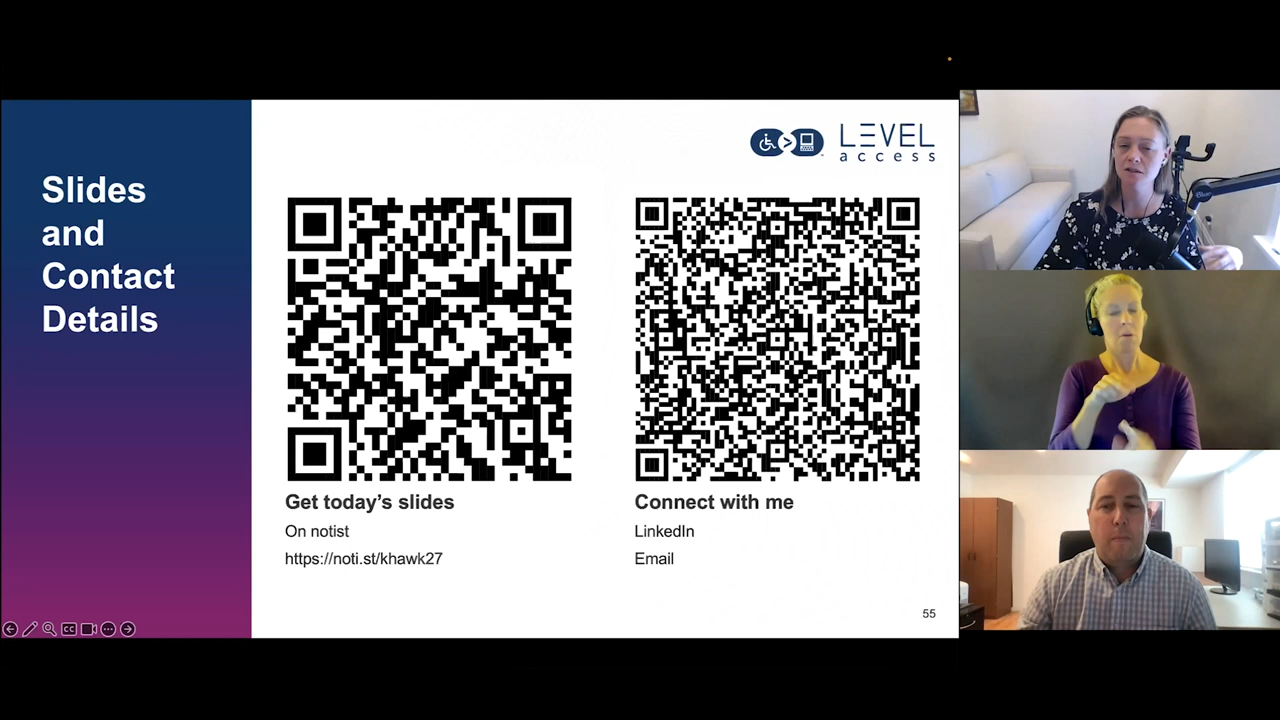 Slides
and
Contact
Details
LEVEL
access
Get today's slides
On notist
https://noti.st/khawk27
Connect with me
LinkedIn
Email
55
CC